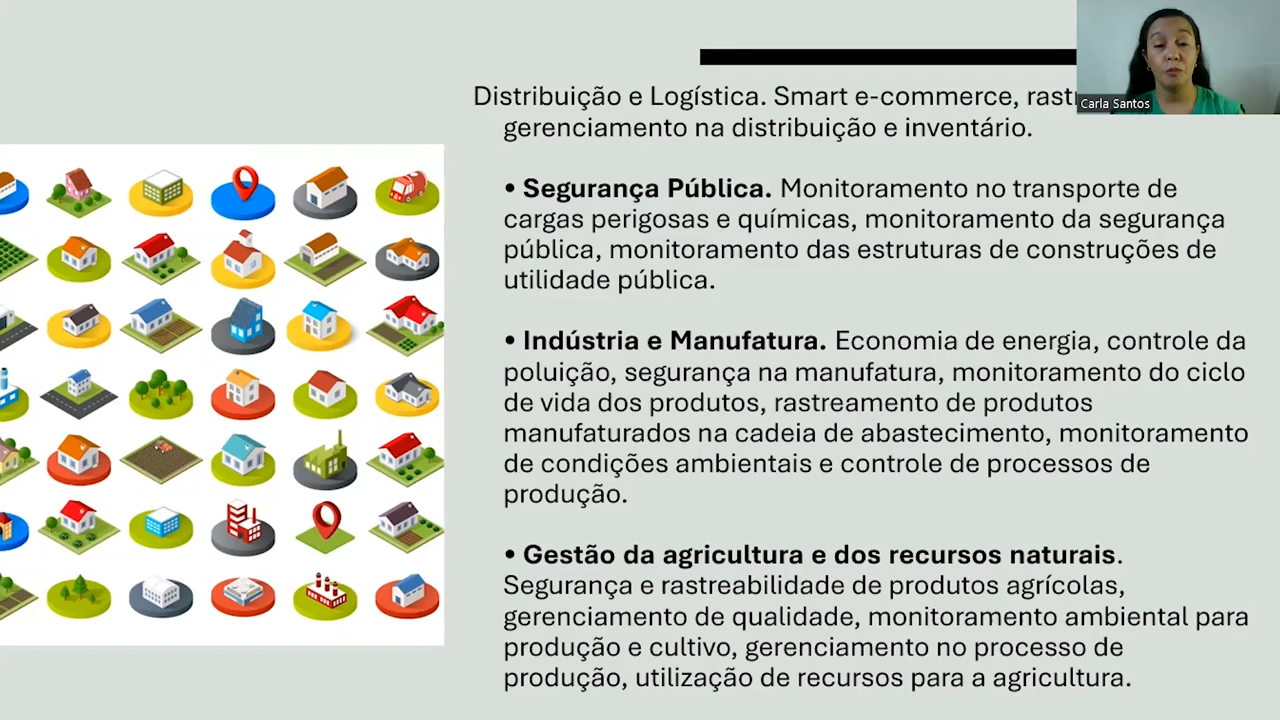 Distribuição e Logística. Smart e-commerce,
gerenciamento na distribuição e inventário.
Carla Santos
• Segurança Pública. Monitoramento no transporte de
cargas perigosas e químicas, monitoramento da segurança
pública, monitoramento das estruturas de construções de
utilidade pública.
• Indústria e Manufatura. Economia de energia, controle da
poluição, segurança na manufatura, monitoramento do ciclo
de vida dos produtos, rastreamento de produtos
manufaturados na cadeia de abastecimento, monitoramento
de condições ambientais e controle de processos de
produção.
• Gestão da agricultura e dos recursos naturais.
Segurança e rastreabilidade de produtos agrícolas,
gerenciamento de qualidade, monitoramento ambiental para
produção e cultivo, gerenciamento no processo de
produção, utilização de recursos para a agricultura.